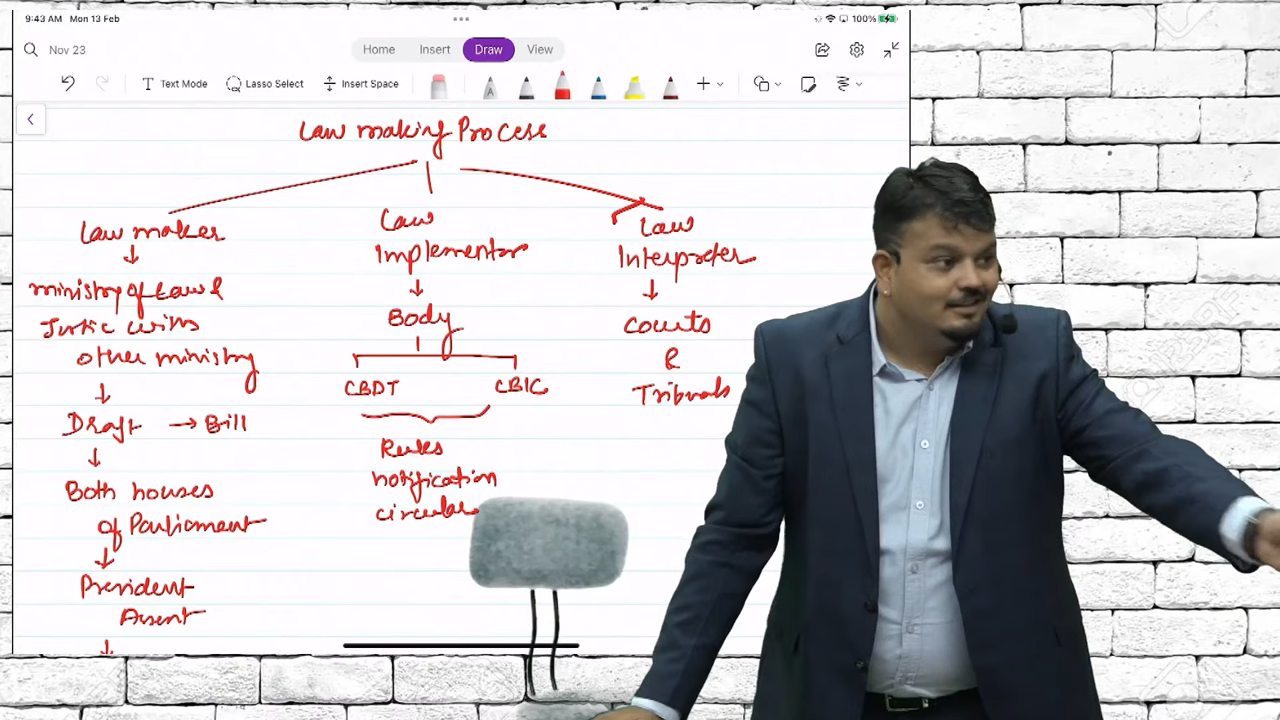 9:43 AM Mon 13 Feb
100%
Nov 23
Home Insert Draw View
Text Mode Lasso Select Insert Space
Law making Process
Law maker
Ministry of Law &
Justic with
other ministry
Draft → Bill
Both houses
of Parliament
President
Assent
Law
Implementor
Body
CBDT CBIC
Rules
notification
circular
Law
Interpreter
Courts
&
Tribunals